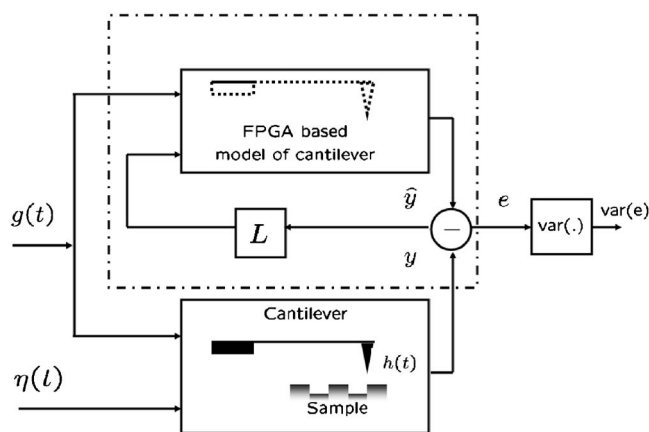 FPGA based
model of cantilever
g(t)
ŷ
e
var(e)
L
−
var(.)
y
Cantilever
h(t)
η(t)
Sample